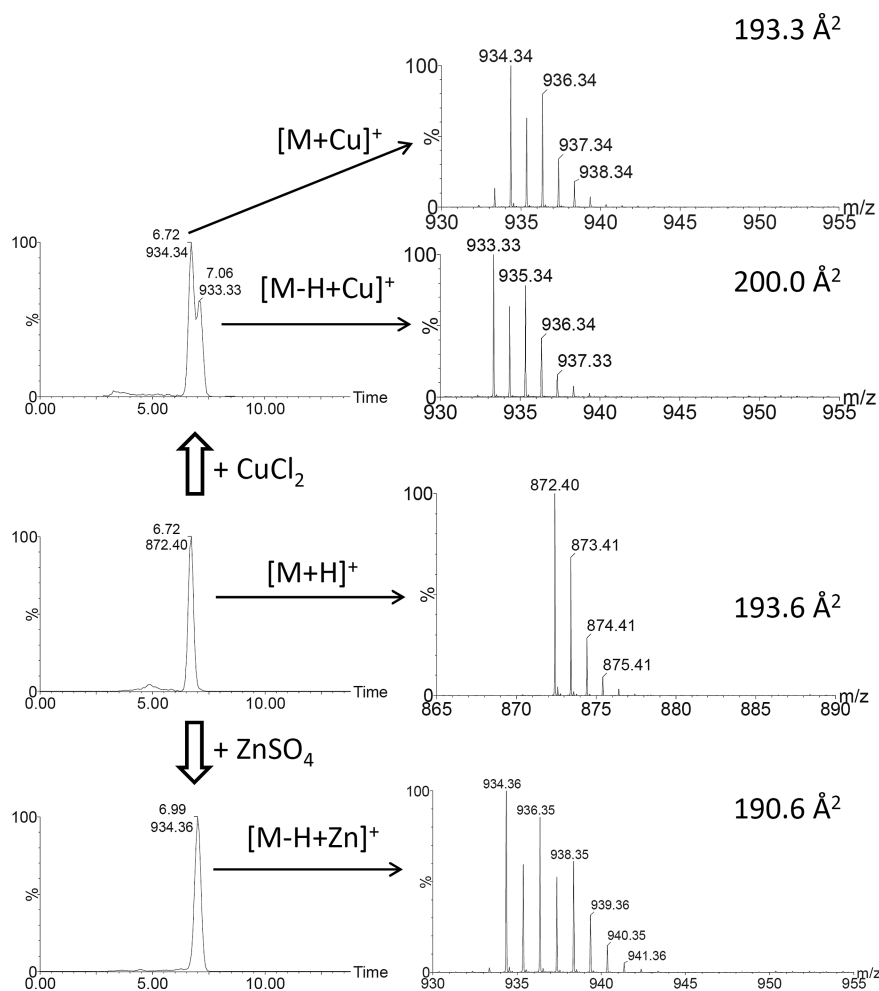 193.3 Å²
934.34
100
936.34
[M+Cu]⁺
%
937.34
938.34
0
m/z
930 935 940 945 950 955
6.72
934.34
100
7.06
933.33
%
0
0.00 5.00 10.00 Time
[M-H+Cu]⁺
933.33
100
935.34
200.0 Å²
%
936.34
937.33
0
m/z
930 935 940 945 950 955
+ CuCl₂
6.72
872.40
100
%
0
0.00 5.00 10.00 Time
[M+H]⁺
872.40
100
873.41
%
193.6 Å²
874.41
875.41
0
m/z
865 870 875 880 885 890
+ ZnSO₄
6.99
934.36
100
%
0
0.00 5.00 10.00 Time
[M-H+Zn]⁺
934.36
100
190.6 Å²
936.35
938.35
%
939.36
940.35
941.36
0
m/z
930 935 940 945 950 955